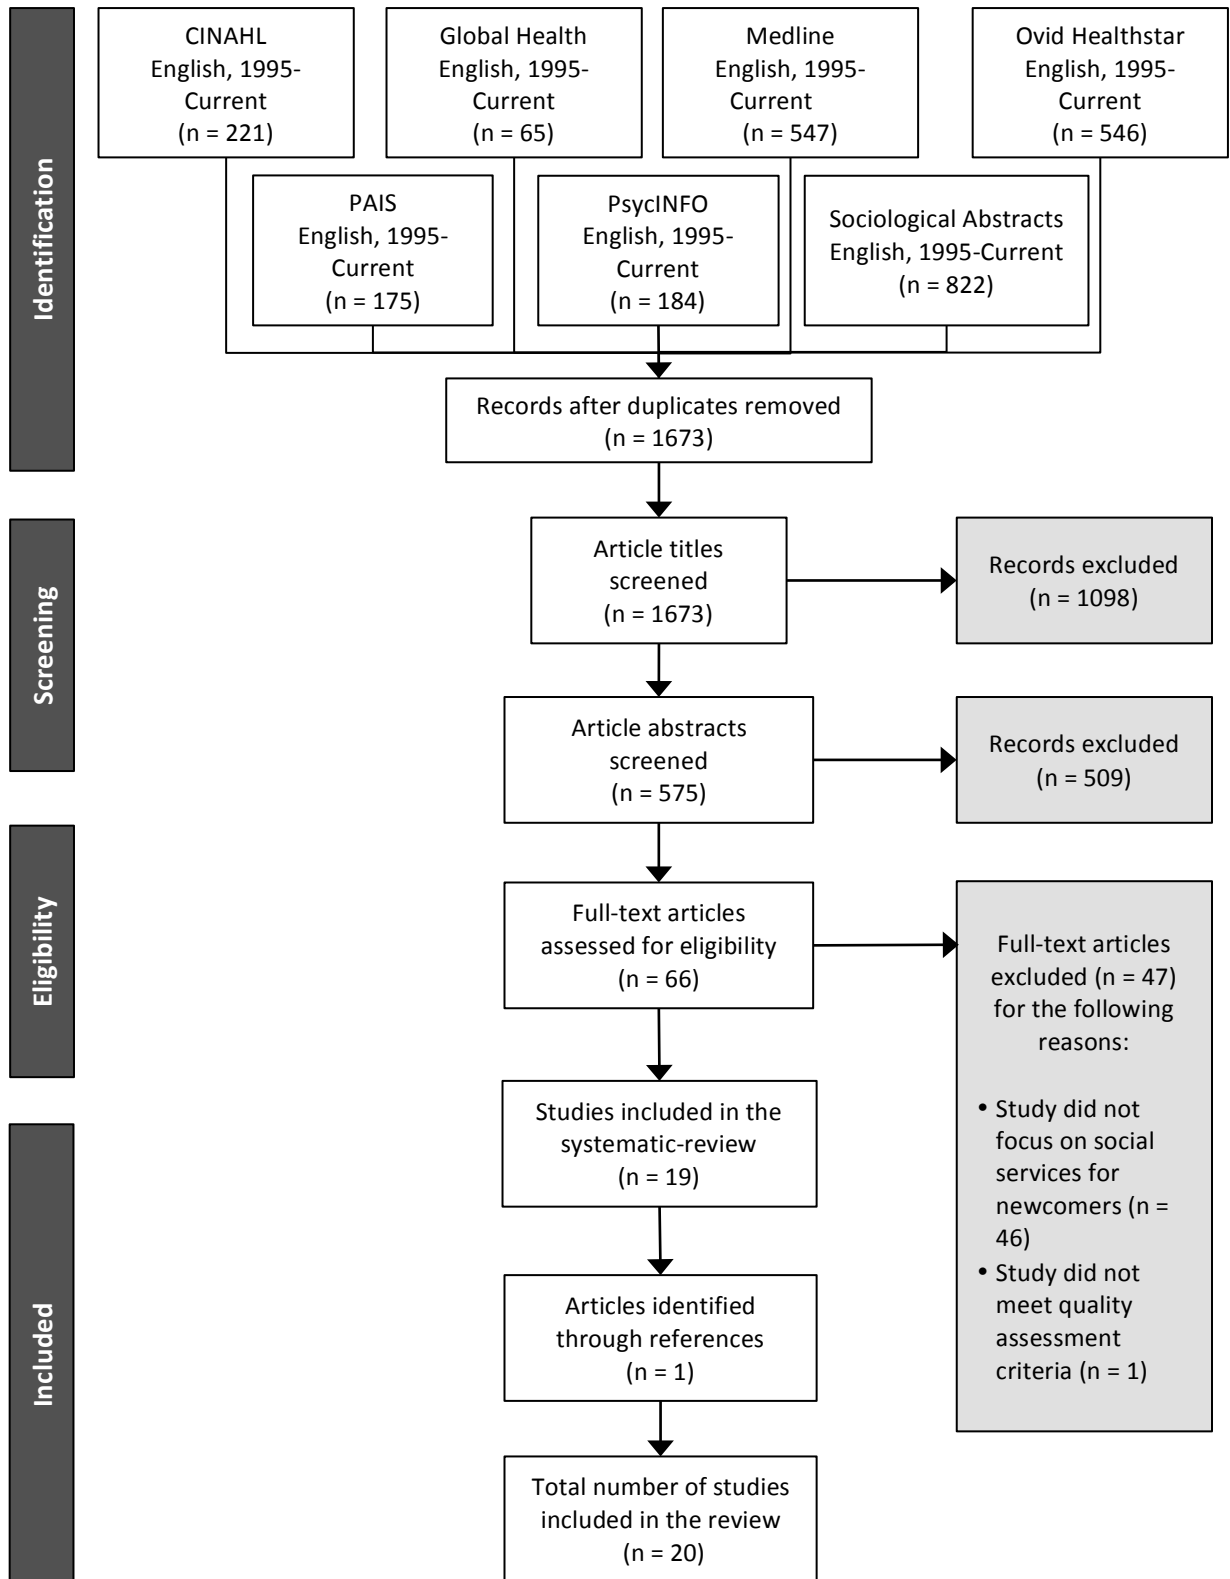 Identification
CINAHL
English, 1995-
Current
(n = 221)
Global Health
English, 1995-
Current
(n = 65)
Medline
English, 1995-
Current
(n = 547)
Ovid Healthstar
English, 1995-
Current
(n = 546)
PAIS
English, 1995-
Current
(n = 175)
PsycINFO
English, 1995-
Current
(n = 184)
Sociological Abstracts
English, 1995-Current
(n = 822)
Records after duplicates removed
(n = 1673)
Screening
Article titles
screened
(n = 1673)
Records excluded
(n = 1098)
Article abstracts
screened
(n = 575)
Records excluded
(n = 509)
Eligibility
Full-text articles
assessed for eligibility
(n = 66)
Full-text articles
excluded (n = 47)
for the following
reasons:
• Study did not
focus on social
services for
newcomers (n =
46)
• Study did not
meet quality
assessment
criteria (n = 1)
Included
Studies included in the
systematic-review
(n = 19)
Articles identified
through references
(n = 1)
Total number of studies
included in the review
(n = 20)